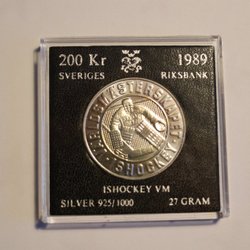 200 Kr 1989
SVERIGES RIKSBANK
VÄRLDSMÄSTERSKAPET
ISHOCKEY
ISHOCKEY VM
SILVER 925/1000 27 GRAM